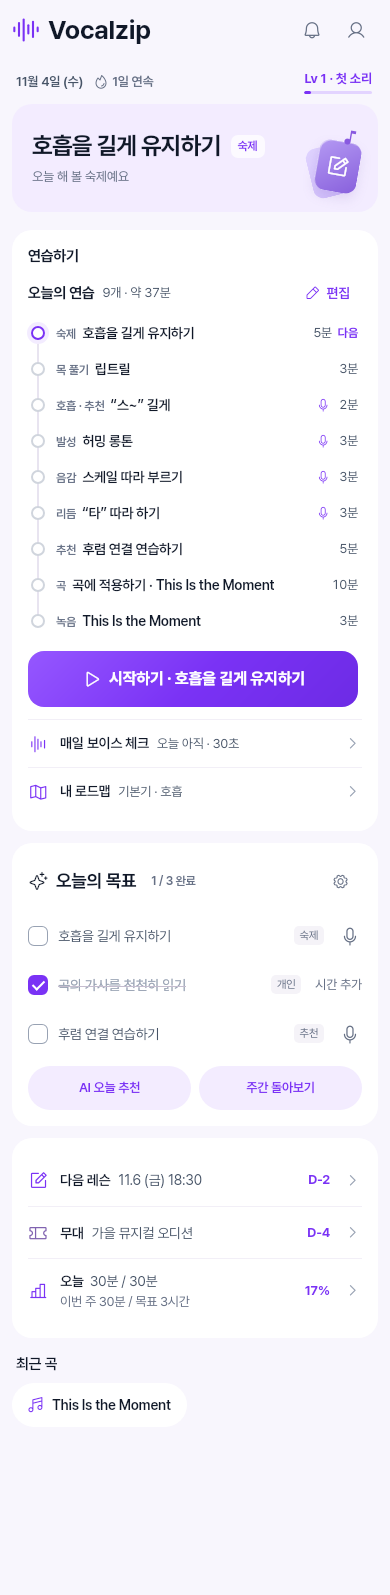 Vocalzip
11월 4일 (수) 1일 연속 Lv 1 · 첫 소리
호흡을 길게 유지하기 숙제
오늘 해 볼 숙제예요
연습하기
오늘의 연습 9개 · 약 37분 편집
숙제 호흡을 길게 유지하기 5분 다음
목 풀기 립트릴 3분
호흡 · 추천 “스~” 길게 2분
발성 허밍 롱톤 3분
음감 스케일 따라 부르기 3분
리듬 “타” 따라 하기 3분
추천 후렴 연결 연습하기 5분
곡 곡에 적용하기 · This Is the Moment 10분
녹음 This Is the Moment 3분
시작하기 · 호흡을 길게 유지하기
매일 보이스 체크 오늘 아직 · 30초
내 로드맵 기본기 · 호흡
오늘의 목표 1 / 3 완료
호흡을 길게 유지하기 숙제
곡의 가사를 천천히 읽기 개인 시간 추가
후렴 연결 연습하기 추천
AI 오늘 추천 주간 돌아보기
다음 레슨 11.6 (금) 18:30 D-2
무대 가을 뮤지컬 오디션 D-4
오늘 30분 / 30분 17%
이번 주 30분 / 목표 3시간
최근 곡
This Is the Moment